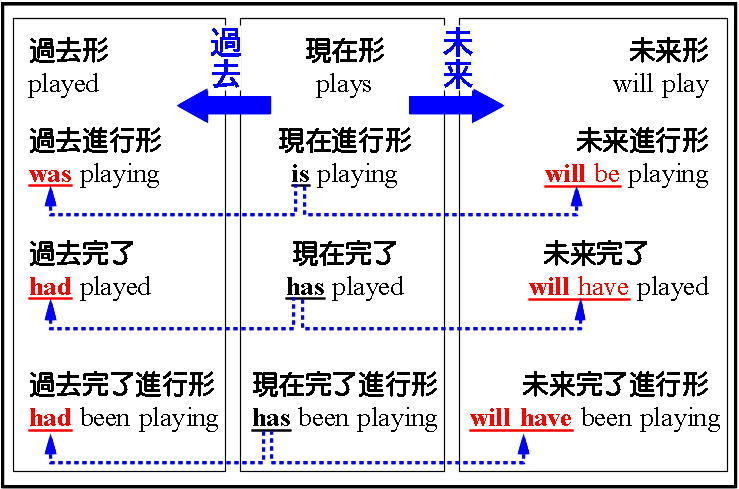 過去形
played
過去
現在形
plays
未来
未来形
will play
過去進行形
was playing
現在進行形
is playing
未来進行形
will be playing
過去完了
had played
現在完了
has played
未来完了
will have played
過去完了進行形
had been playing
現在完了進行形
has been playing
未来完了進行形
will have been playing